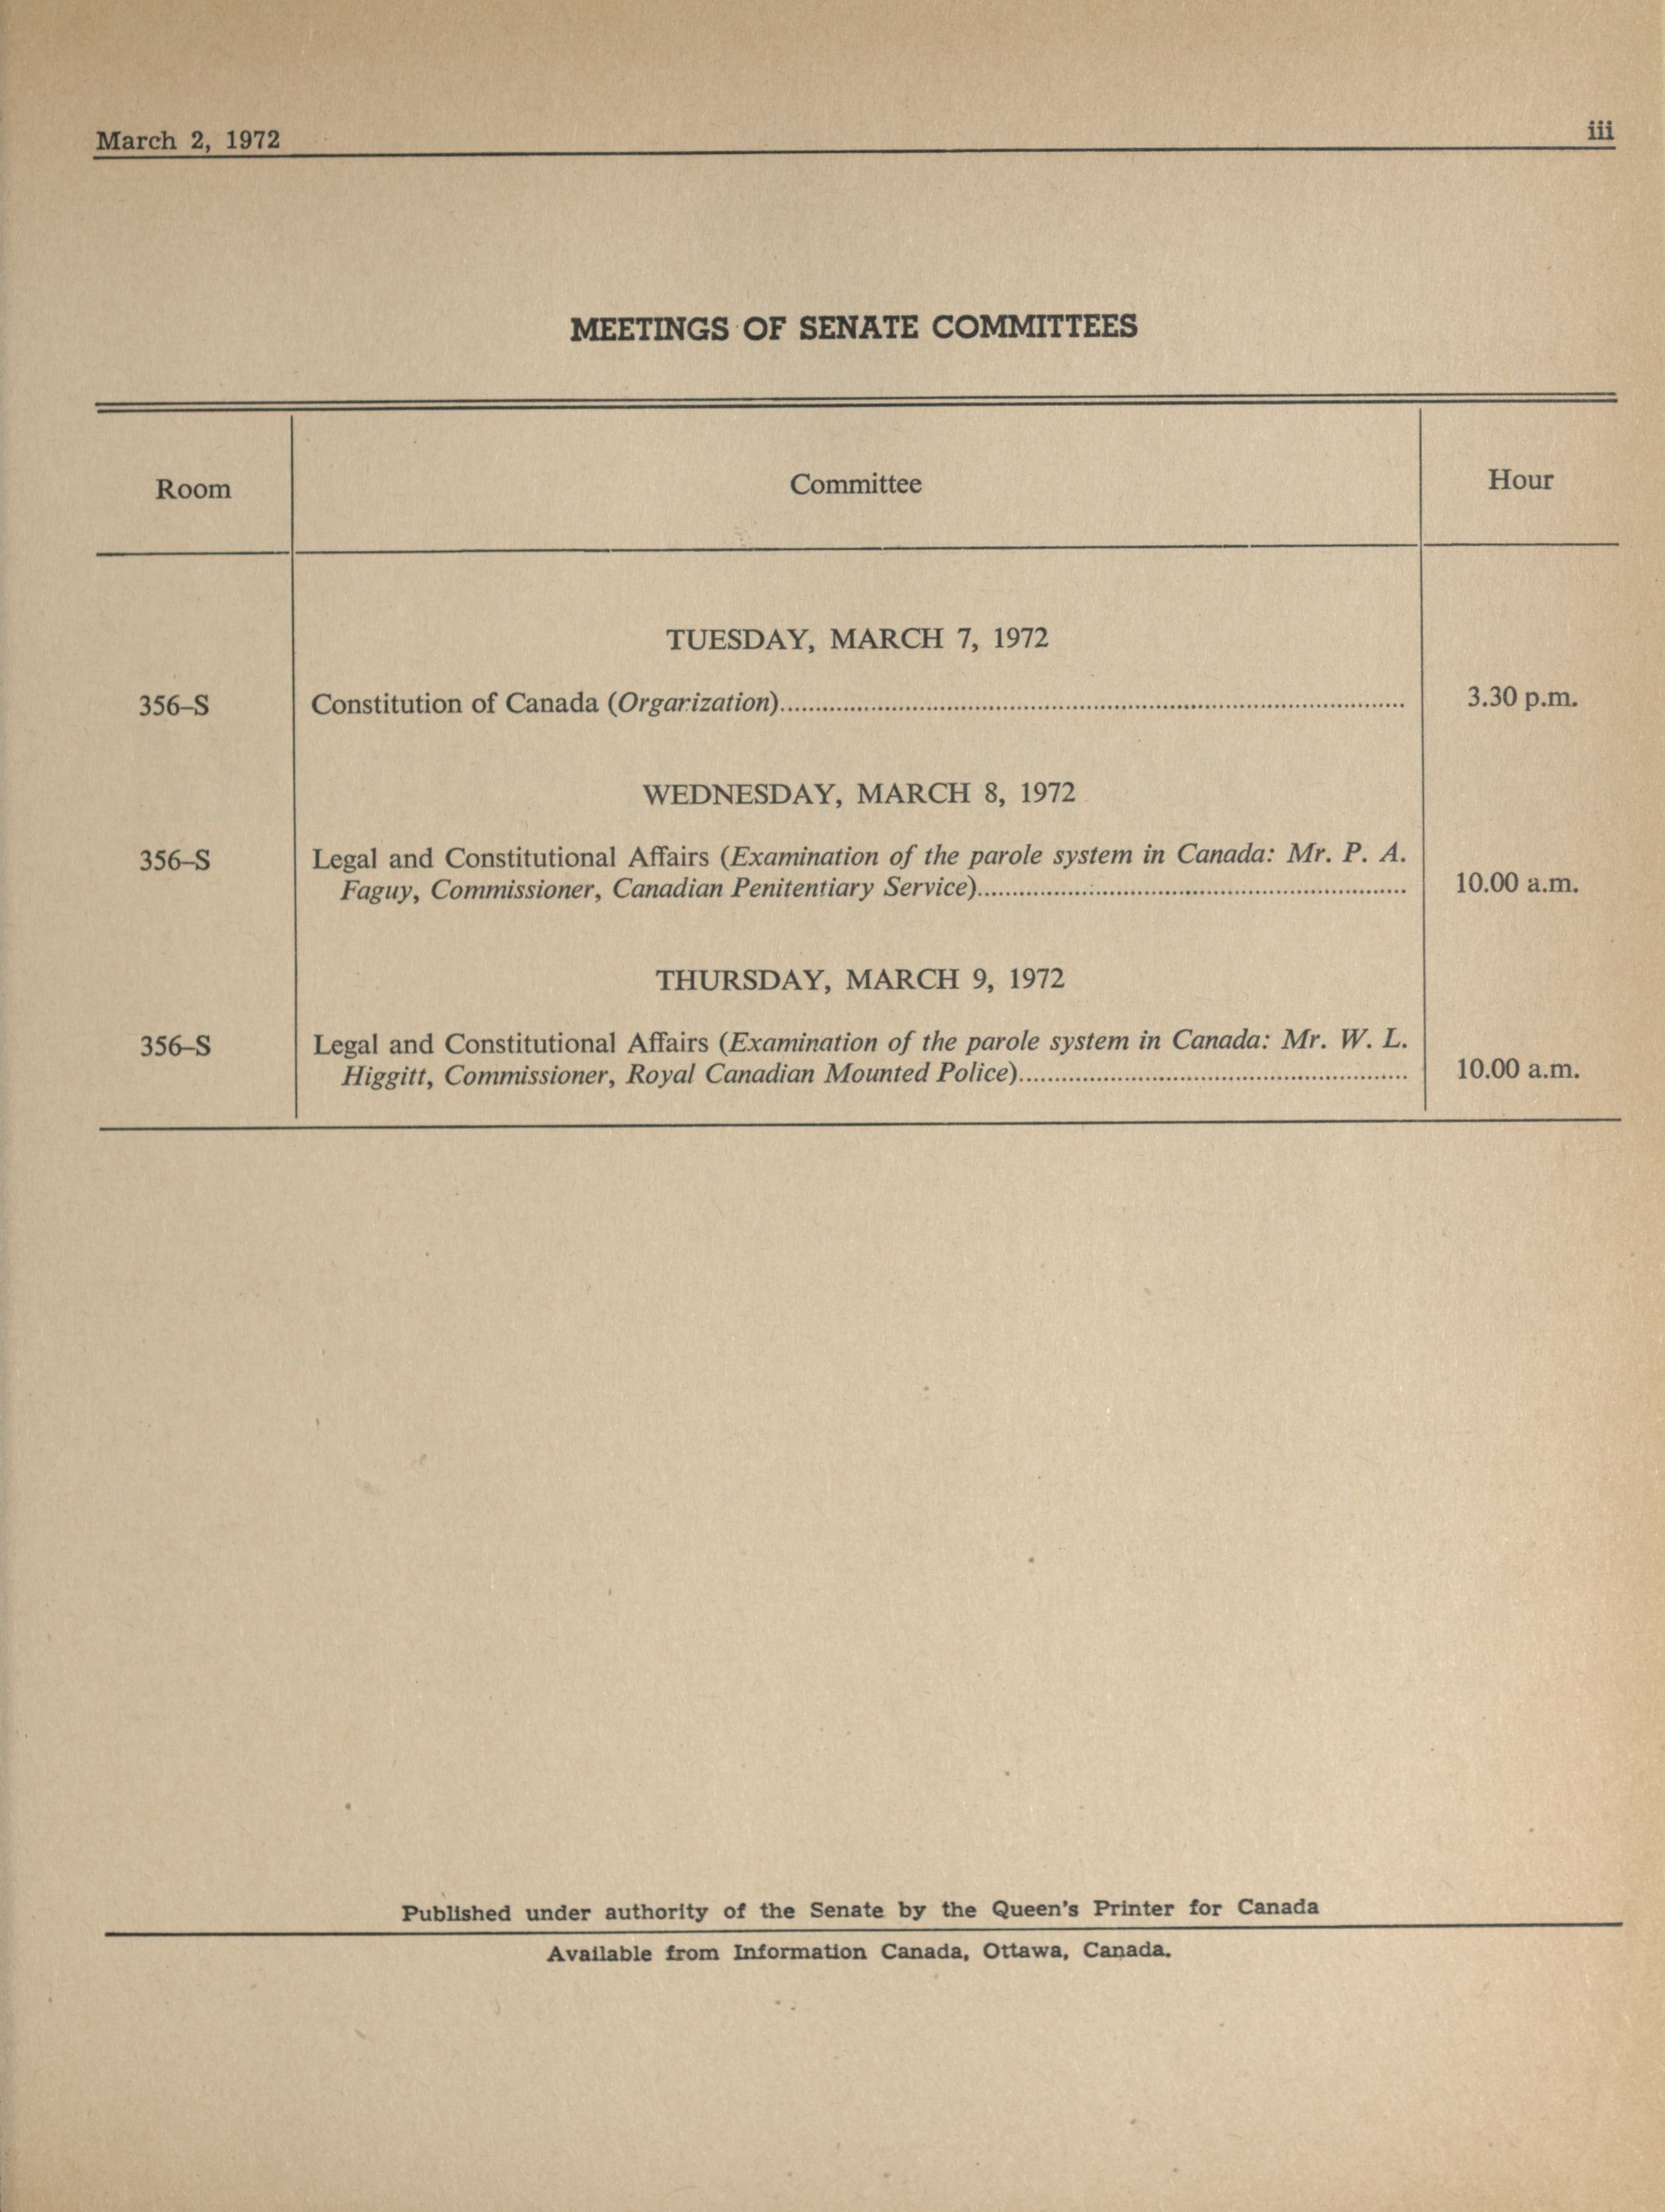 March 2, 1972 iii
MEETINGS OF SENATE COMMITTEES
Room Committee Hour
TUESDAY, MARCH 7, 1972
356–S Constitution of Canada (Orgarization)........ 3.30 p.m.
WEDNESDAY, MARCH 8, 1972
356–S Legal and Constitutional Affairs (Examination of the parole system in Canada: Mr. P. A.
Faguy, Commissioner, Canadian Penitentiary Service)........ 10.00 a.m.
THURSDAY, MARCH 9, 1972
356–S Legal and Constitutional Affairs (Examination of the parole system in Canada: Mr. W. L.
Higgitt, Commissioner, Royal Canadian Mounted Police)........ 10.00 a.m.
Published under authority of the Senate by the Queen's Printer for Canada
Available from Information Canada, Ottawa, Canada.